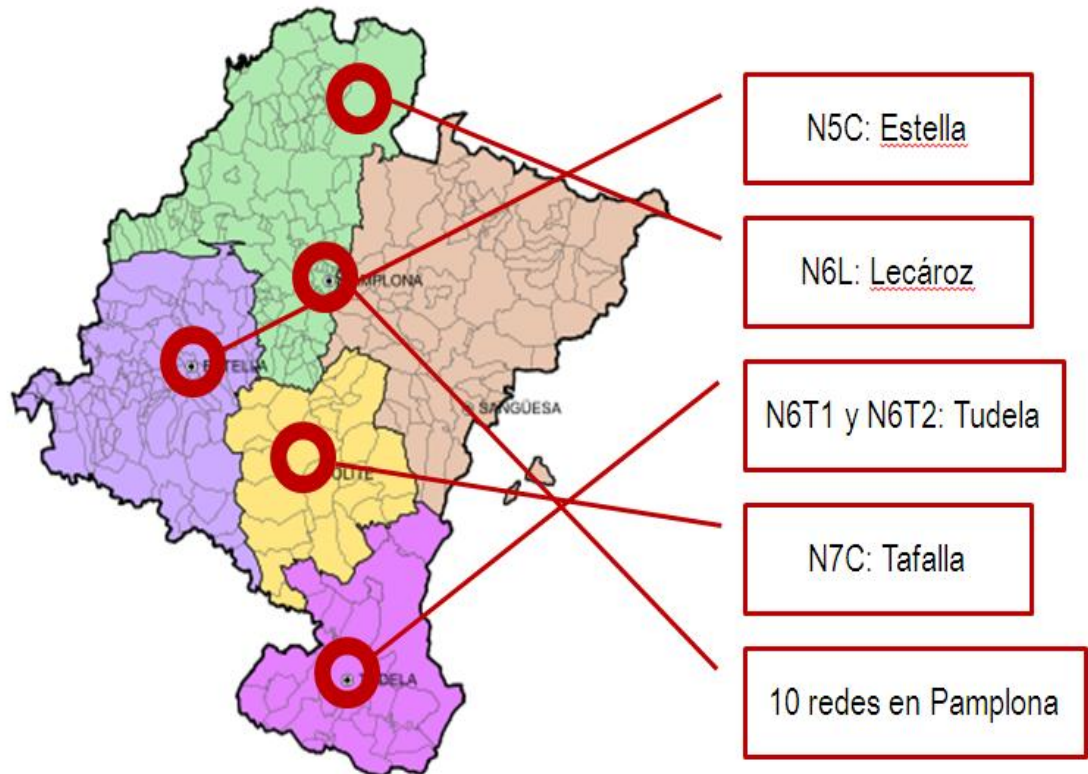 N5C: Estella
N6L: Lecároz
PAMPLONA
ESTELLA
SANGÜESA
N6T1 y N6T2: Tudela
OLITE
N7C: Tafalla
TUDELA
10 redes en Pamplona